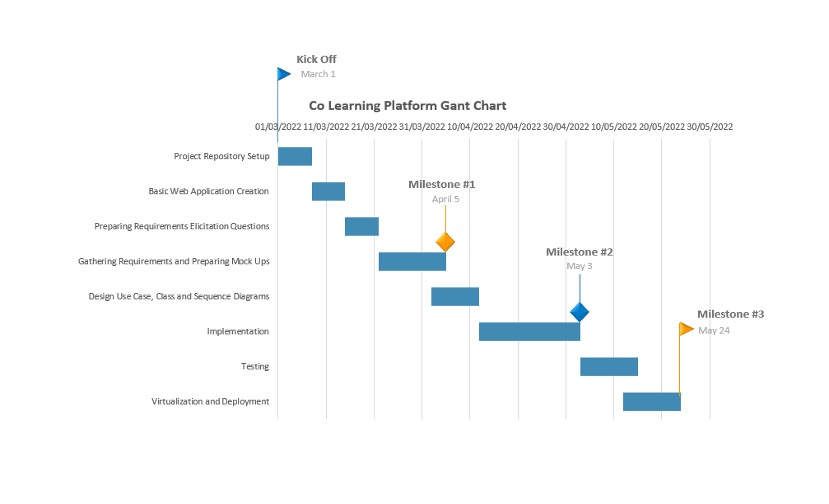 Kick Off
March 1
Co Learning Platform Gant Chart
01/03/2022 11/03/2022 21/03/2022 31/03/2022 10/04/2022 20/04/2022 30/04/2022 10/05/2022 20/05/2022 30/05/2022
Project Repository Setup
Milestone #1
Basic Web Application Creation
April 5
Preparing Requirements Elicitation Questions
Milestone #2
Gathering Requirements and Preparing Mock Ups
May 3
Design Use Case, Class and Sequence Diagrams
Milestone #3
Implementation
May 24
Testing
Virtualization and Deployment